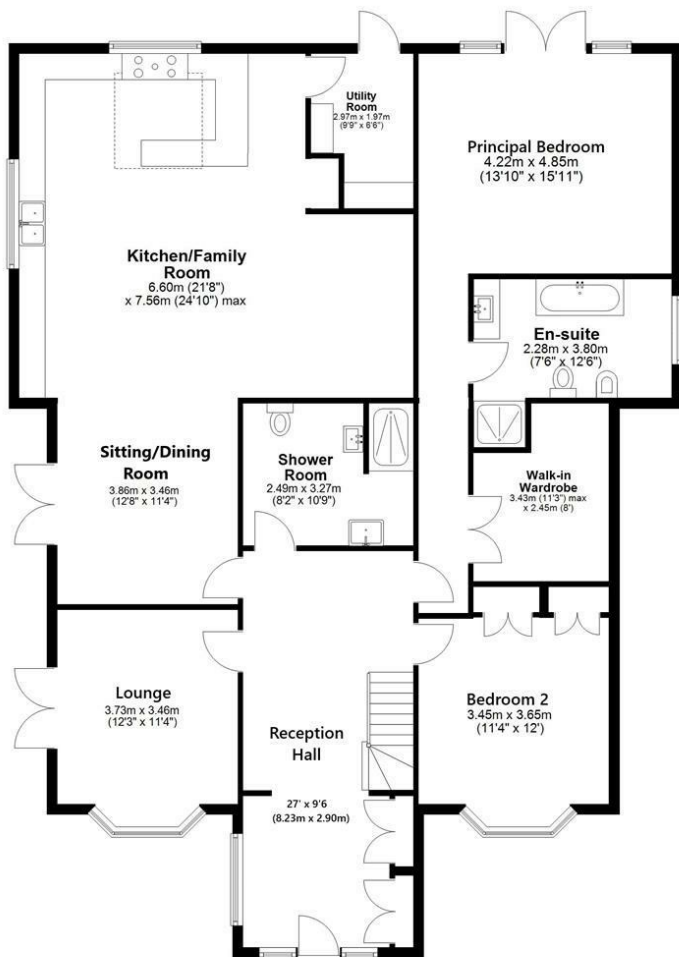 Utility
Room
2.97m x 1.97m
(9'9" x 6'6")
Principal Bedroom
4.22m x 4.85m
(13'10" x 15'11")
Kitchen/Family
Room
6.60m (21'8")
x 7.56m (24'10") max
En-suite
2.28m x 3.80m
(7'6" x 12'6")
Sitting/Dining
Room
3.86m x 3.46m
(12'8" x 11'4")
Shower
Room
2.49m x 3.27m
(8'2" x 10'9")
Walk-in
Wardrobe
3.43m (11'3") max
x 2.45m (8')
Lounge
3.73m x 3.46m
(12'3" x 11'4")
Bedroom 2
3.45m x 3.65m
(11'4" x 12')
Reception
Hall
27' x 9'6
(8.23m x 2.90m)